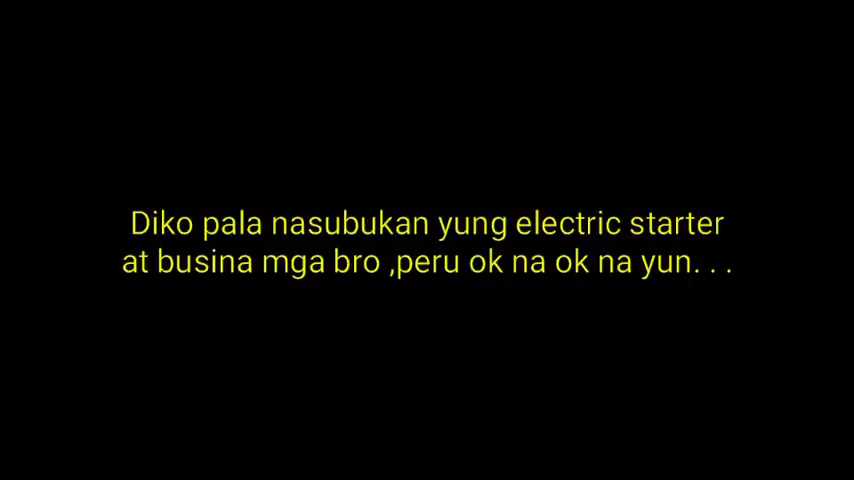 Diko pala nasubukan yung electric starter
at busina mga bro ,peru ok na ok na yun. . .